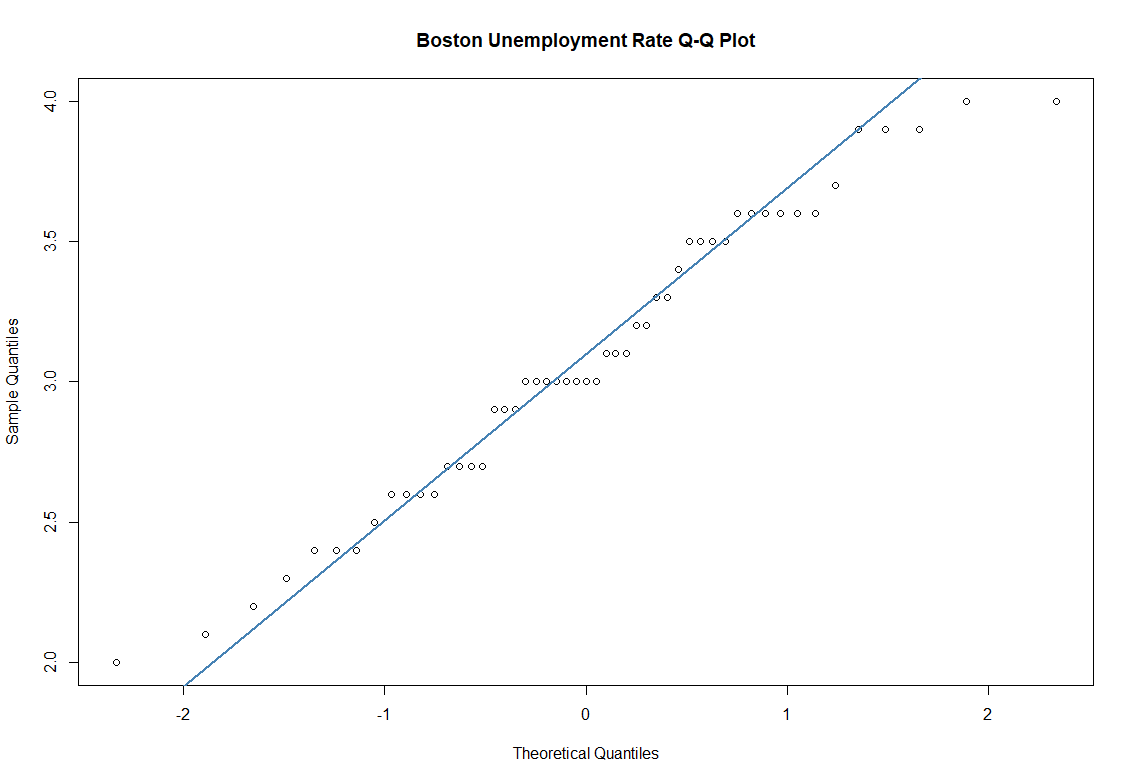 Boston Unemployment Rate Q-Q Plot
Sample Quantiles
4.0
3.5
3.0
2.5
2.0
-2 -1 0 1 2
Theoretical Quantiles